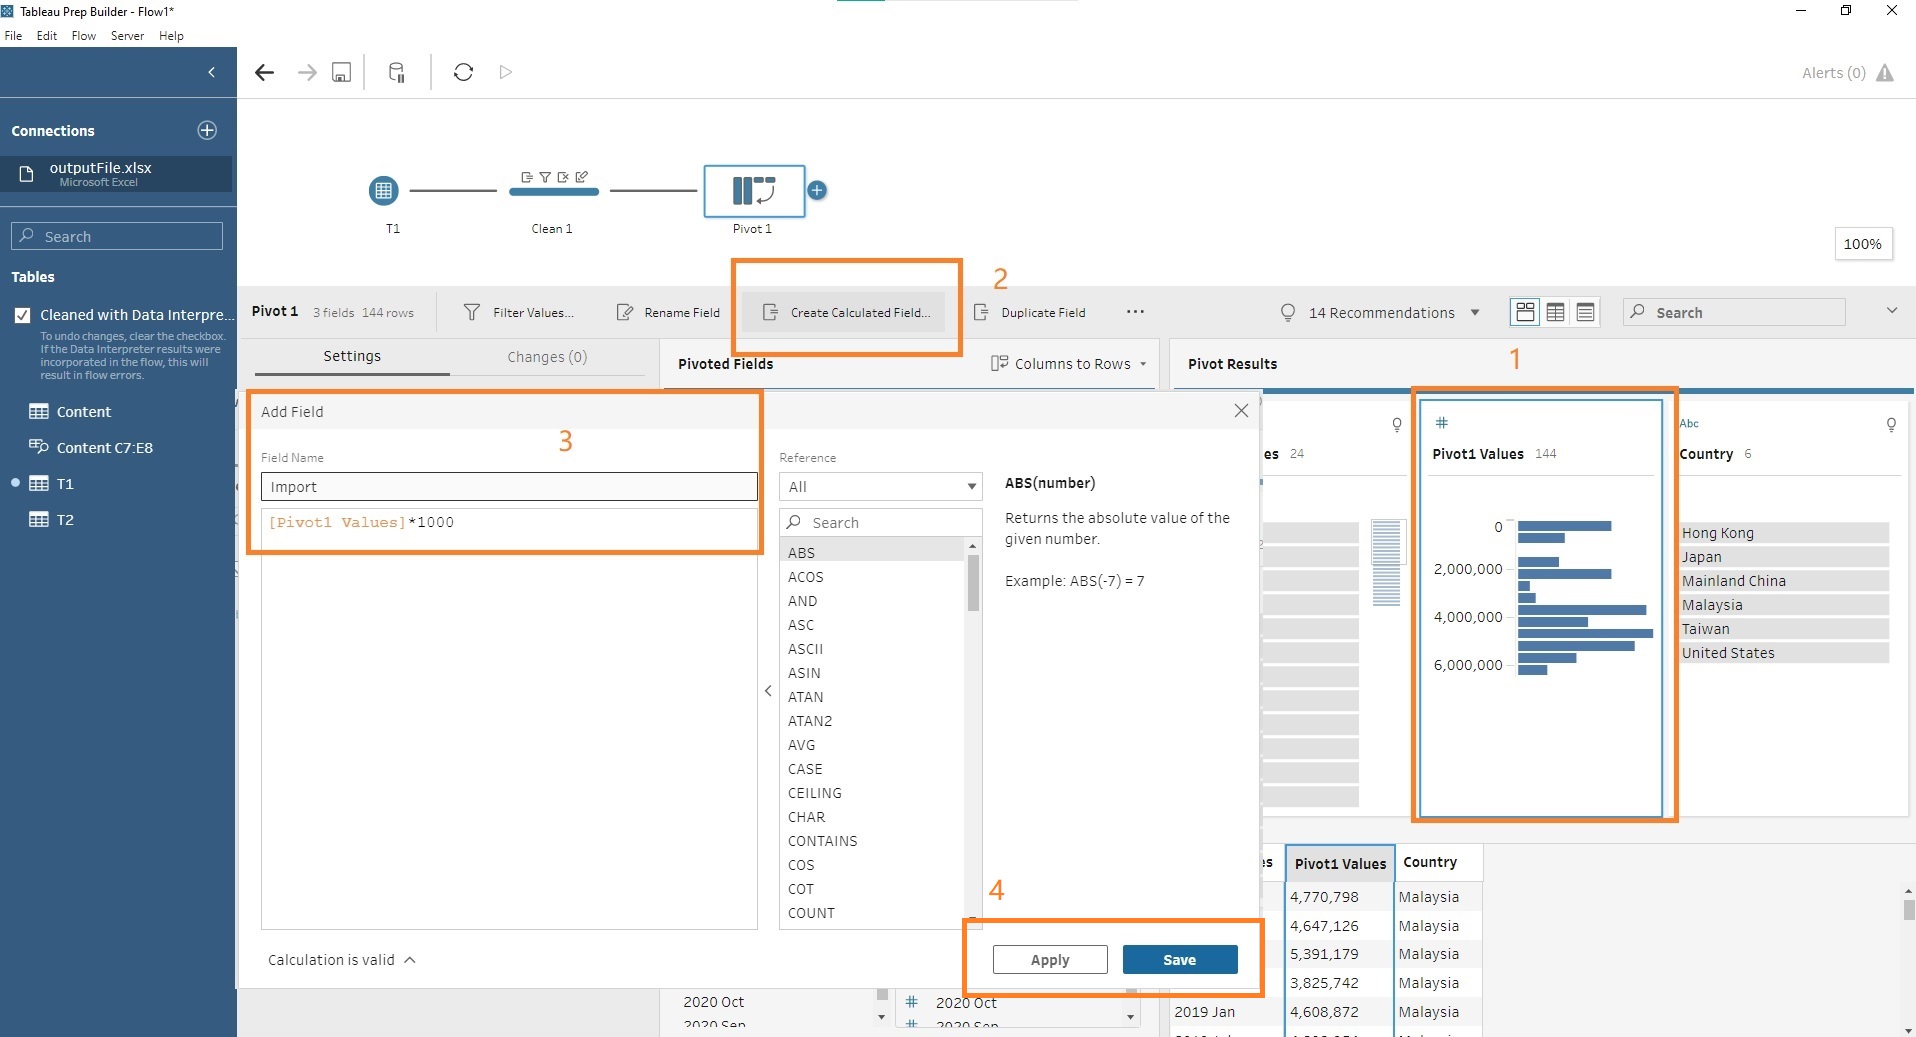 Tableau Prep Builder - Flow1*
File Edit Flow Server Help
Alerts (0)
Connections
outputFile.xlsx
Microsoft Excel
Search
Tables
Cleaned with Data Interpre...
To undo changes, clear the checkbox.
If the Data Interpreter results were
incorporated in the flow, this will
result in flow errors.
Content
Content C7:E8
T1
T2
T1
Clean 1
Pivot 1
100%
2
Pivot 1 3 fields 144 rows
Filter Values...
Rename Field
Create Calculated Field...
Duplicate Field
...
14 Recommendations
Search
Settings
Changes (0)
Pivoted Fields
Columns to Rows
Pivot Results
1
Add Field
3
Field Name
Import
[Pivot1 Values]*1000
Reference
All
Search
ABS
ACOS
AND
ASC
ASCII
ASIN
ATAN
ATAN2
AVG
CASE
CEILING
CHAR
CONTAINS
COS
COT
COUNT
ABS(number)
Returns the absolute value of the
given number.
Example: ABS(-7) = 7
4
Calculation is valid
Apply
Save
es 24
#
Pivot1 Values 144
0
2,000,000
4,000,000
6,000,000
Abc
Country 6
Hong Kong
Japan
Mainland China
Malaysia
Taiwan
United States
es Pivot1 Values Country
4,770,798 Malaysia
4,647,126 Malaysia
5,391,179 Malaysia
3,825,742 Malaysia
2019 Jan 4,608,872 Malaysia
2020 Oct
2020 Sep
# 2020 Oct
# 2020 Sep